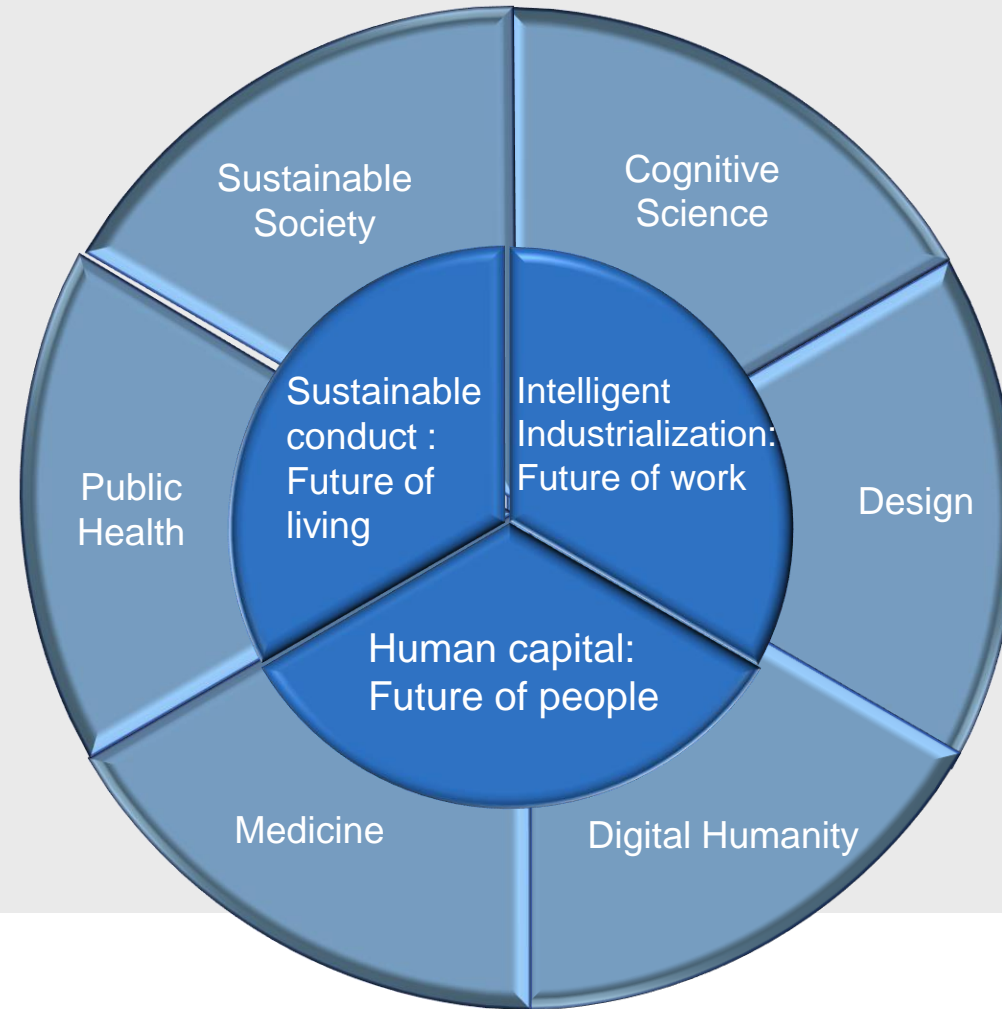 Sustainable
Society
Cognitive
Science
Public
Health
Sustainable
conduct :
Future of
living
Intelligent
Industrialization:
Future of work
Design
Human capital:
Future of people
Medicine
Digital Humanity